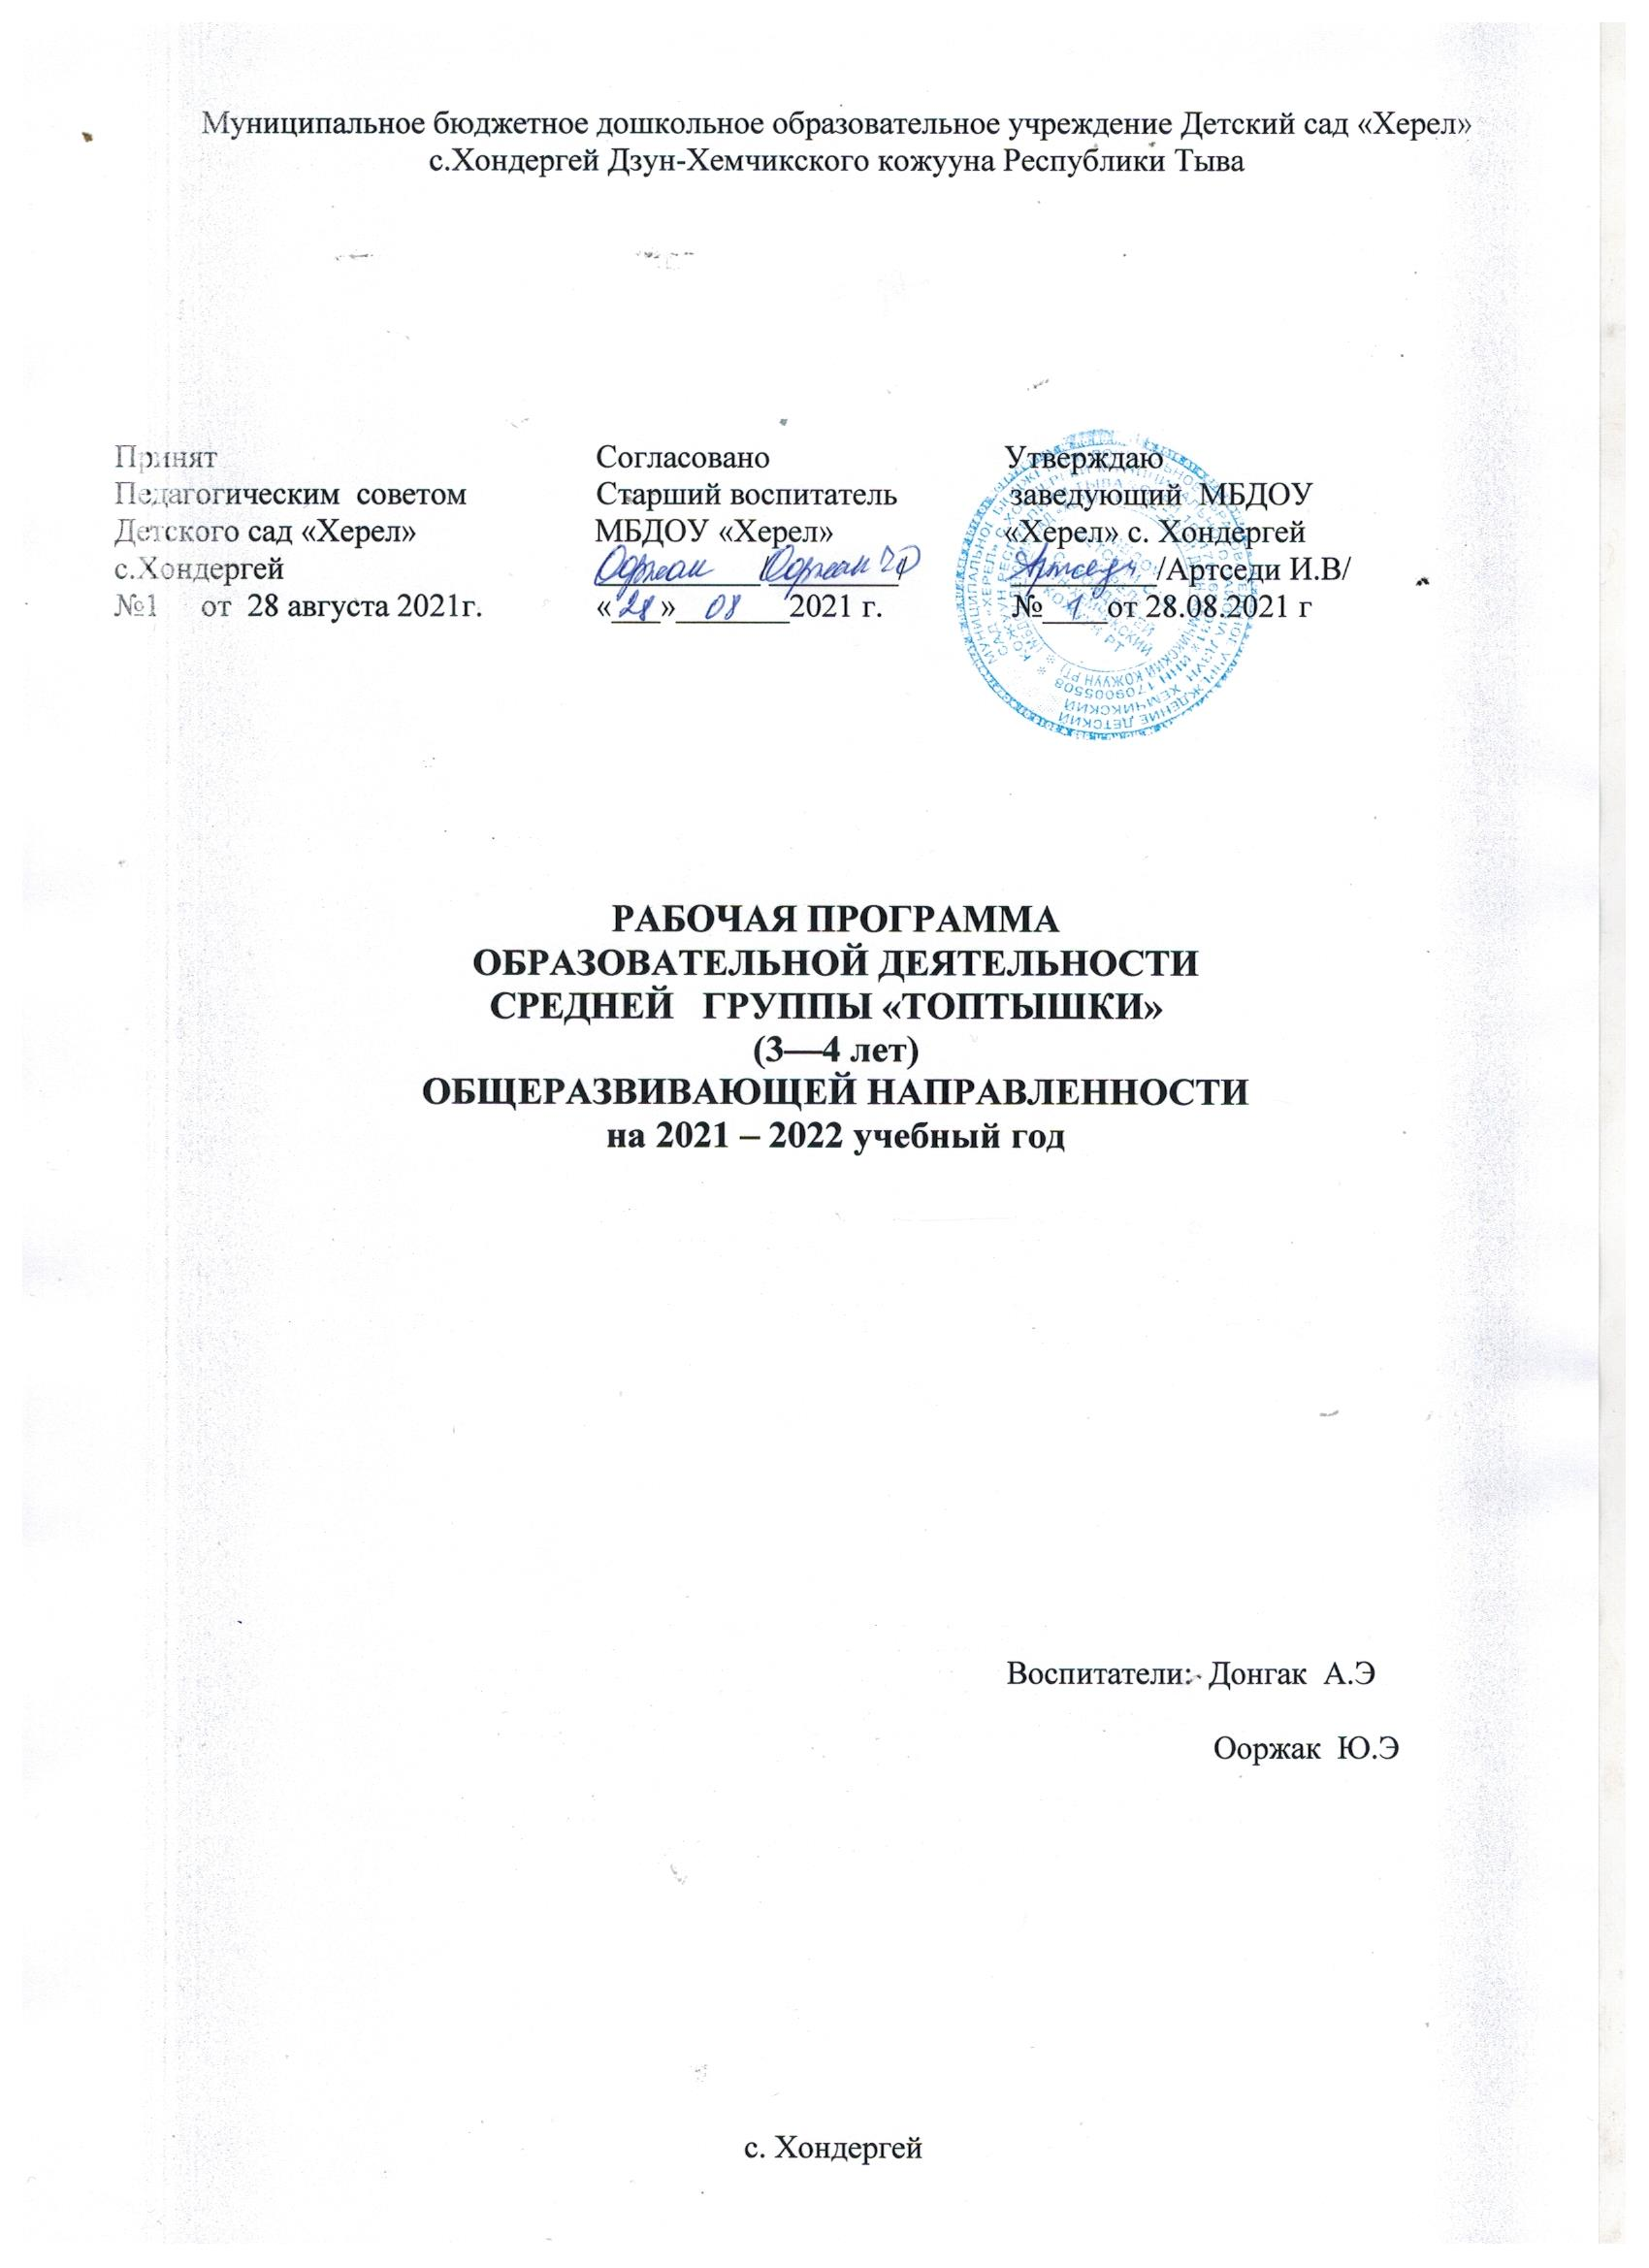 Муниципальное бюджетное дошкольное образовательное учреждение Детский сад «Херел»
с.Хондергей Дзун-Хемчикского кожууна Республики Тыва
Принят
Педагогическим советом
Детского сад «Херел»
с.Хондергей
№1 от 28 августа 2021г.
Согласовано
Старший воспитатель
МБДОУ «Херел»
«28» 08 2021 г.
Утверждаю
заведующий МБДОУ
«Херел» с. Хондергей
Артседи /Артседи И.В/
№ 1 от 28.08.2021 г
РАБОЧАЯ ПРОГРАММА
ОБРАЗОВАТЕЛЬНОЙ ДЕЯТЕЛЬНОСТИ
СРЕДНЕЙ ГРУППЫ «ТОПТЫШКИ»
(3—4 лет)
ОБЩЕРАЗВИВАЮЩЕЙ НАПРАВЛЕННОСТИ
на 2021 – 2022 учебный год
Воспитатели: Донгак А.Э
Ооржак Ю.Э
с. Хондергей